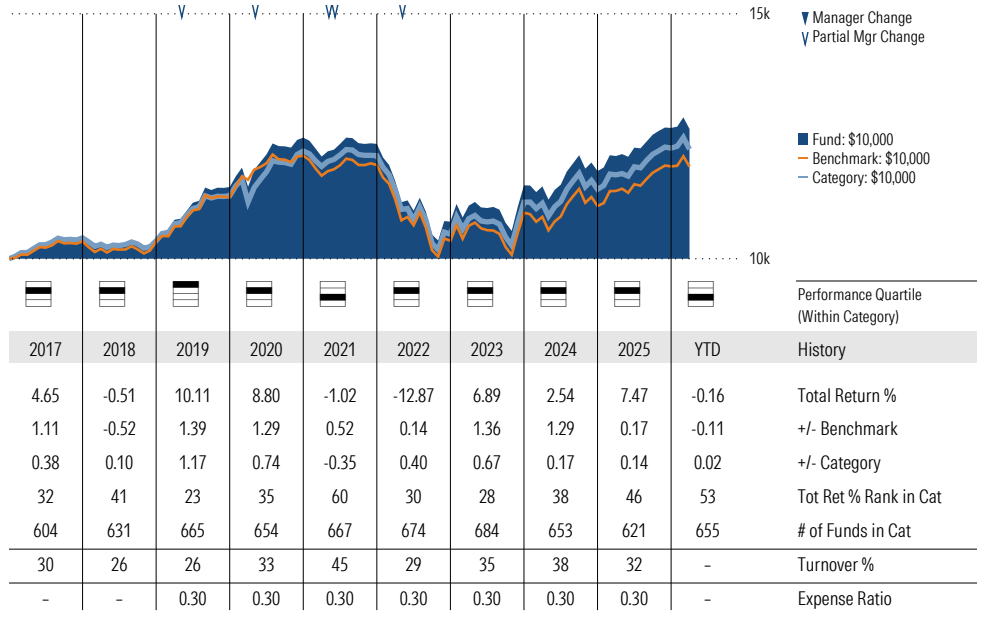 15k
Manager Change
Partial Mgr Change
Fund: $10,000
Benchmark: $10,000
Category: $10,000
10k
Performance Quartile
(Within Category)
2017 2018 2019 2020 2021 2022 2023 2024 2025 YTD History
4.65 -0.51 10.11 8.80 -1.02 -12.87 6.89 2.54 7.47 -0.16 Total Return %
1.11 -0.52 1.39 1.29 0.52 0.14 1.36 1.29 0.17 -0.11 +/- Benchmark
0.38 0.10 1.17 0.74 -0.35 0.40 0.67 0.17 0.14 0.02 +/- Category
32 41 23 35 60 30 28 38 46 53 Tot Ret % Rank in Cat
604 631 665 654 667 674 684 653 621 655 # of Funds in Cat
30 26 26 33 45 29 35 38 32 – Turnover %
– – 0.30 0.30 0.30 0.30 0.30 0.30 0.30 – Expense Ratio